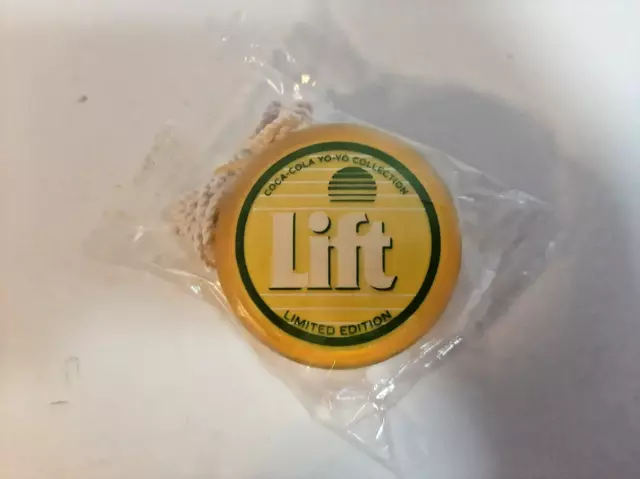 COCA-COLA YO-YO COLLECTION
Lift
LIMITED EDITION